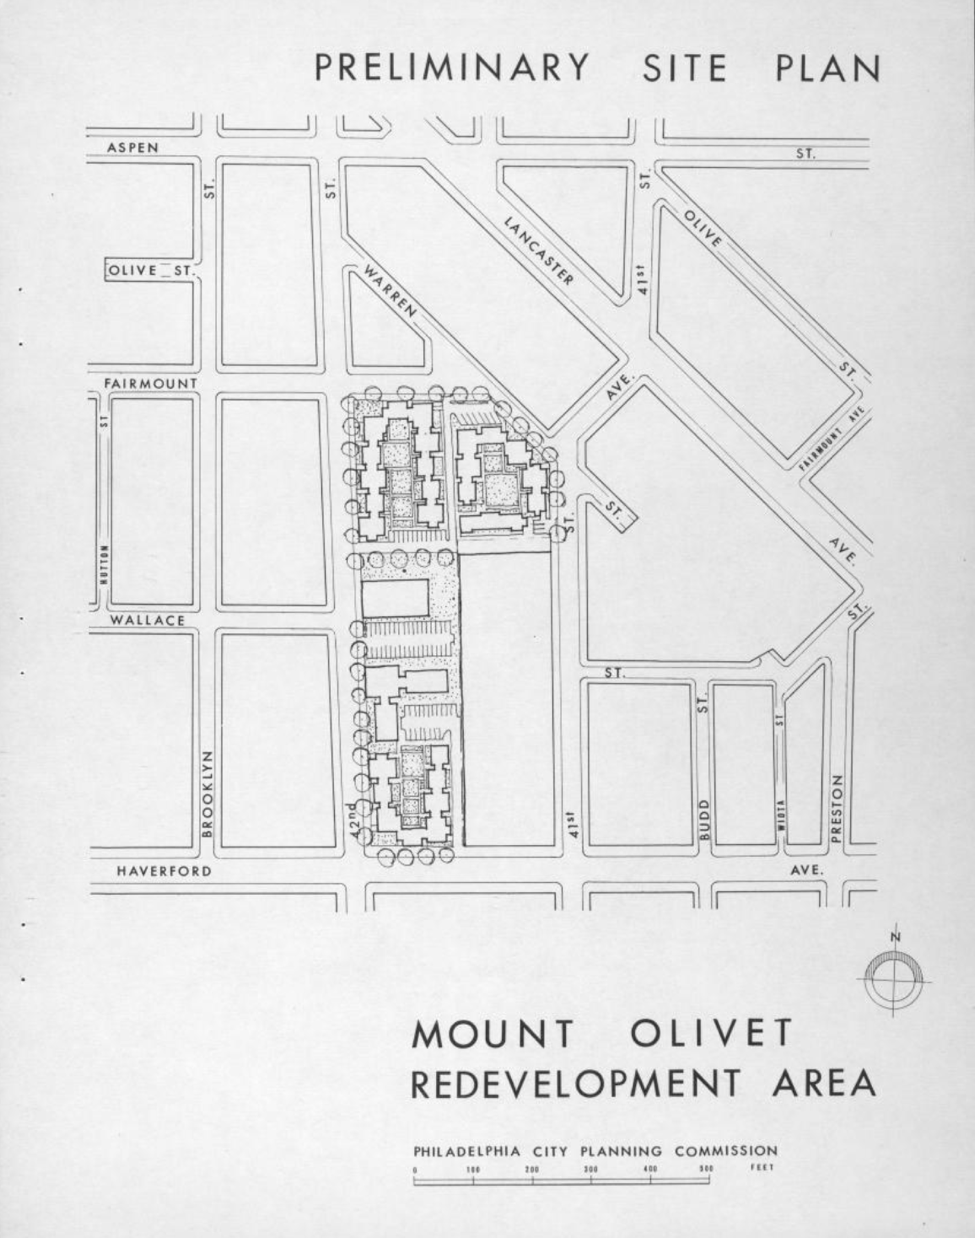 PRELIMINARY SITE PLAN
ASPEN ST.
ST.
ST.
ST.
OLIVE
LANCASTER
OLIVE ST.
41st
WARREN
ST.
FAIRMOUNT
AVE.
FAIRMOUNT AVE
ST
ST.
ST.
AVE.
HUTTON
WALLACE
ST.
ST.
ST.
ST
BROOKLYN
42nd
41st
BUDD
WIOTA
PRESTON
HAVERFORD
AVE.
N
MOUNT OLIVET
REDEVELOPMENT AREA
PHILADELPHIA CITY PLANNING COMMISSION
0 100 200 300 400 500 FEET